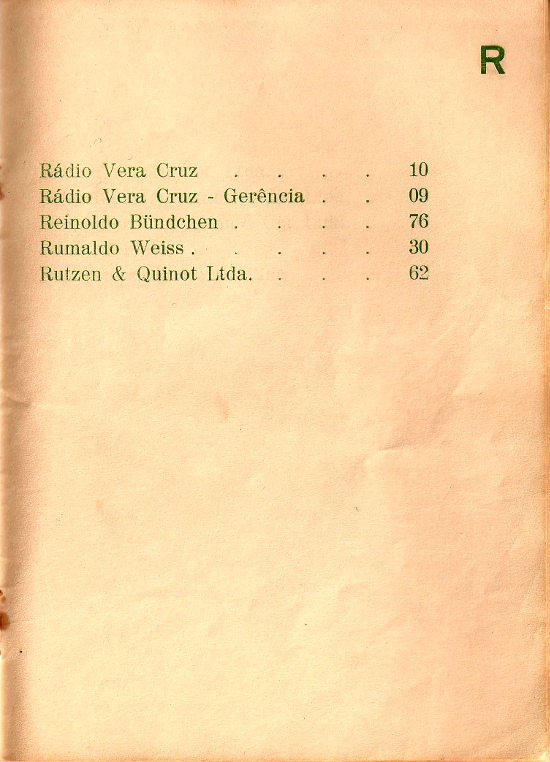 R
Rádio Vera Cruz . . . . 10
Rádio Vera Cruz - Gerência . . 09
Reinoldo Bündchen . . . . 76
Rumaldo Weiss . . . . . 30
Rutzen & Quinot Ltda. . . . 62